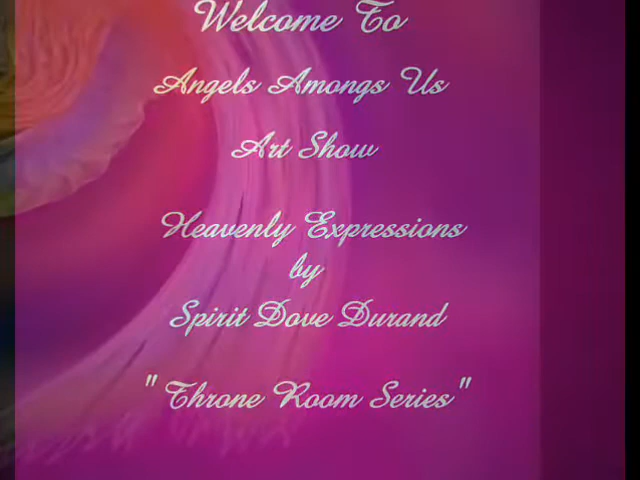 Welcome To
Angels Amongs Us
Art Show
Heavenly Expressions
by
Spirit Dove Durand
"Throne Room Series"